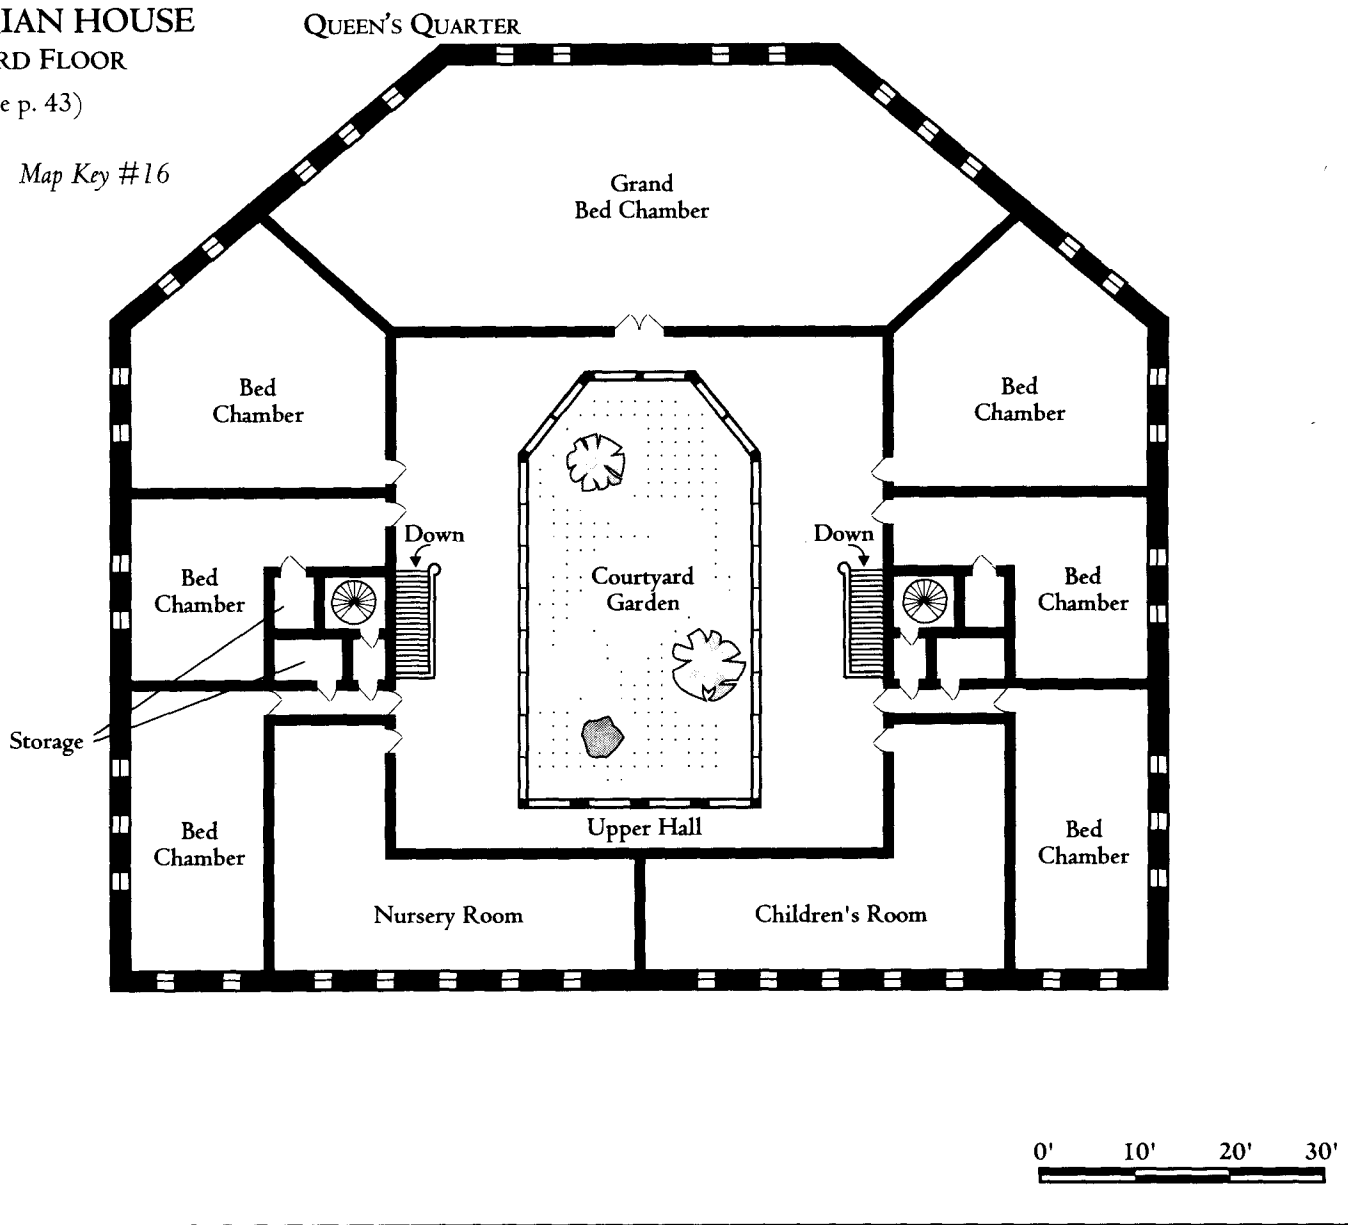 IAN HOUSE
RD FLOOR
e p. 43)
Map Key #16
QUEEN'S QUARTER
Grand
Bed Chamber
Bed
Chamber
Bed
Chamber
Down
Down
Bed
Chamber
Courtyard
Garden
Bed
Chamber
Storage
Bed
Chamber
Upper Hall
Bed
Chamber
Nursery Room
Children's Room
0' 10' 20' 30'